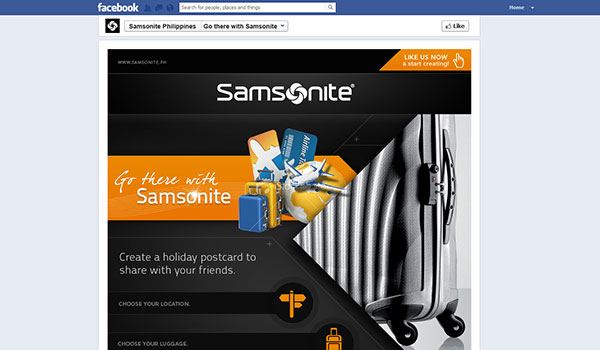 facebook
Search for people, places and things
Home
Samsonite Philippines
Go there with Samsonite
Like
WWW.SAMSONITE.PH
LIKE US NOW
& start creating!
Samsonite
Airline Ti
Go there with
Samsonite
Create a holiday postcard to
share with your friends.
CHOOSE YOUR LOCATION.
CHOOSE YOUR LUGGAGE.